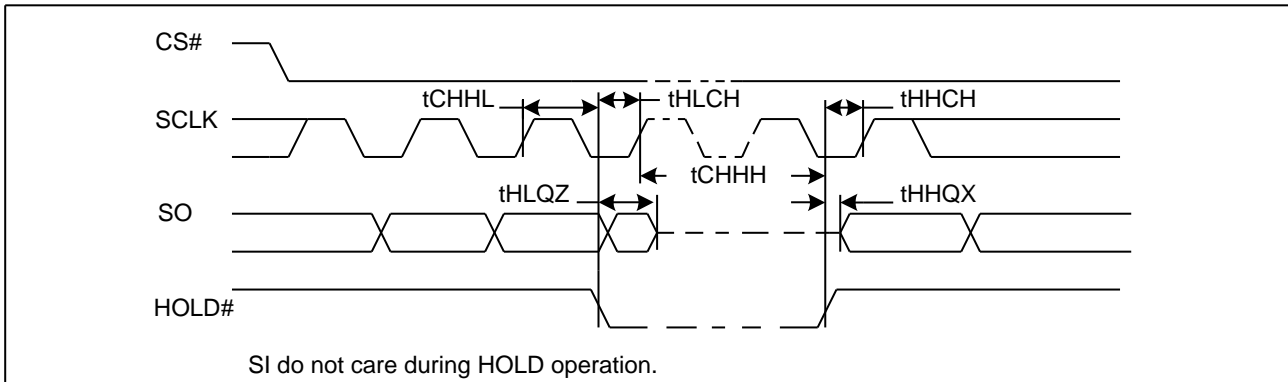 CS#
tCHHL
tHLCH
tHHCH
SCLK
tCHHH
tHLQZ
tHHQX
SO
HOLD#
SI do not care during HOLD operation.